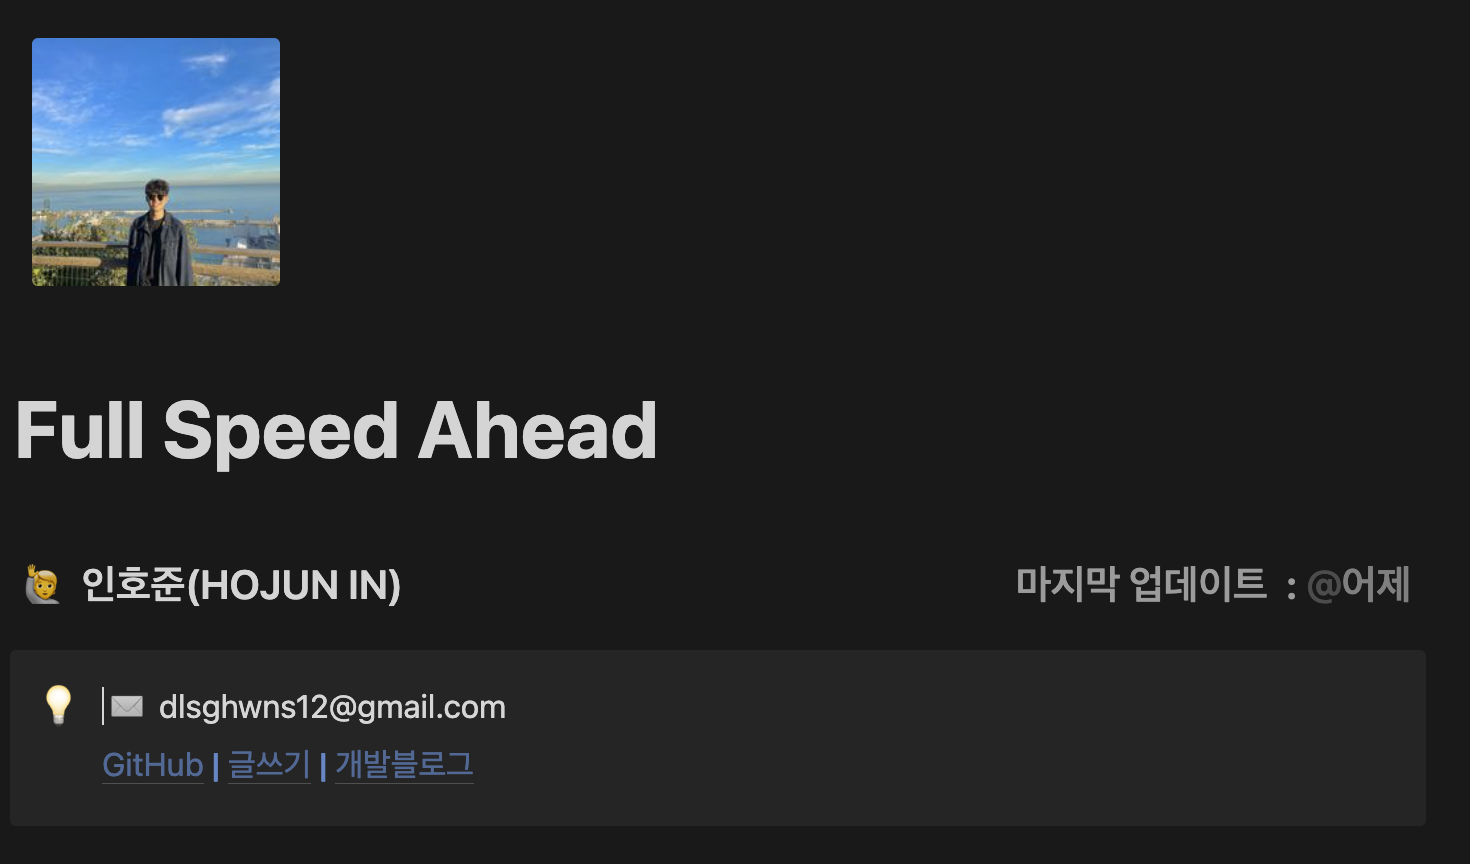 Full Speed Ahead
인호준(HOJUN IN)
마지막 업데이트 : @어제
dlsghwns12@gmail.com
GitHub | 글쓰기 | 개발블로그